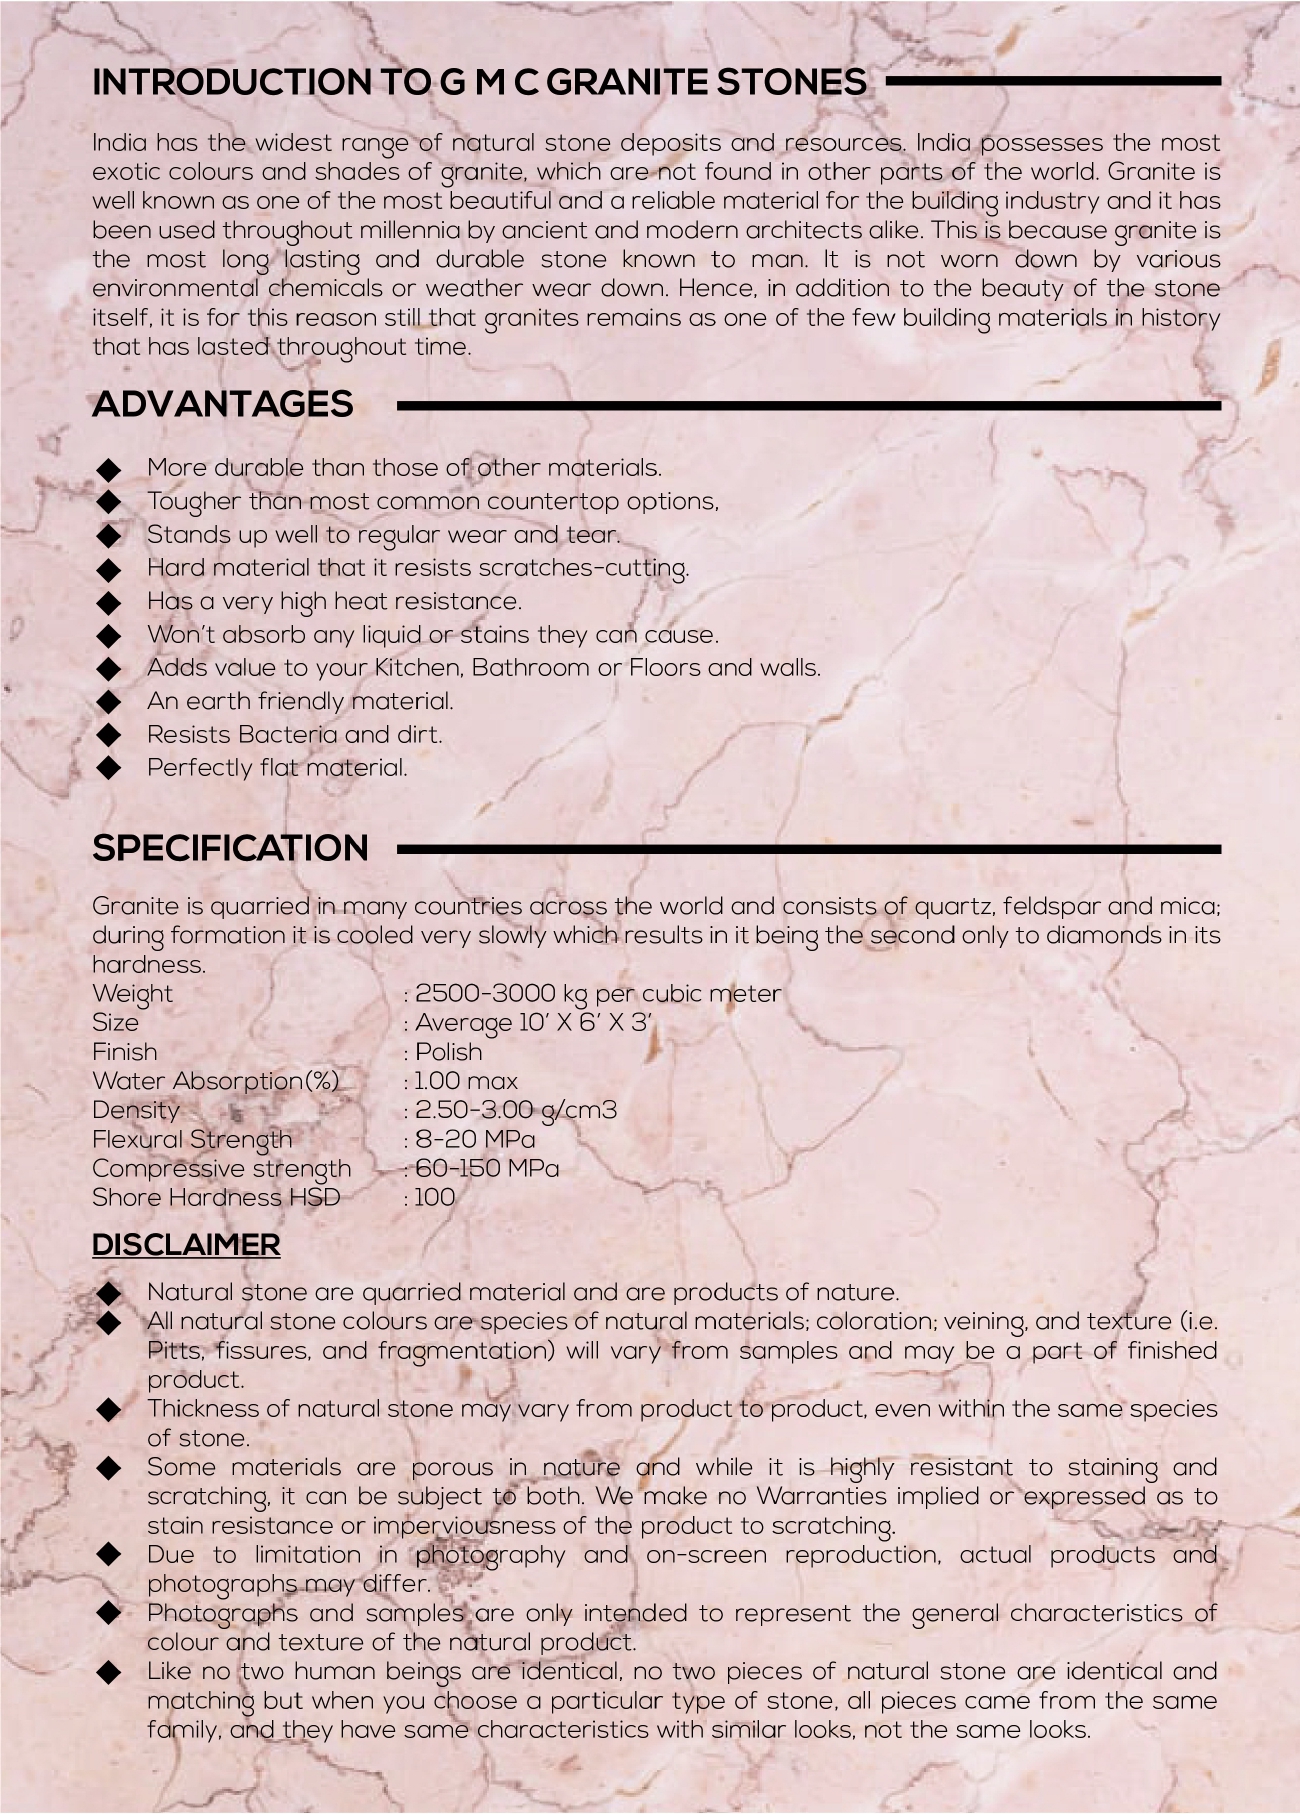 INTRODUCTION TO G M C GRANITE STONES
India has the widest range of natural stone deposits and resources. India possesses the most
exotic colours and shades of granite, which are not found in other parts of the world. Granite is
well known as one of the most beautiful and a reliable material for the building industry and it has
been used throughout millennia by ancient and modern architects alike. This is because granite is
the most long lasting and durable stone known to man. It is not worn down by various
environmental chemicals or weather wear down. Hence, in addition to the beauty of the stone
itself, it is for this reason still that granites remains as one of the few building materials in history
that has lasted throughout time.
ADVANTAGES
◆ More durable than those of other materials.
◆ Tougher than most common countertop options,
◆ Stands up well to regular wear and tear.
◆ Hard material that it resists scratches-cutting.
◆ Has a very high heat resistance.
◆ Won't absorb any liquid or stains they can cause.
◆ Adds value to your Kitchen, Bathroom or Floors and walls.
◆ An earth friendly material.
◆ Resists Bacteria and dirt.
◆ Perfectly flat material.
SPECIFICATION
Granite is quarried in many countries across the world and consists of quartz, feldspar and mica;
during formation it is cooled very slowly which results in it being the second only to diamonds in its
hardness.
Weight : 2500-3000 kg per cubic meter
Size : Average 10' X 6' X 3'
Finish : Polish
Water Absorption(%) : 1.00 max
Density : 2.50-3.00 g/cm3
Flexural Strength : 8-20 MPa
Compressive strength : 60-150 MPa
Shore Hardness HSD : 100
DISCLAIMER
◆ Natural stone are quarried material and are products of nature.
◆ All natural stone colours are species of natural materials; coloration; veining, and texture (i.e.
Pitts, fissures, and fragmentation) will vary from samples and may be a part of finished
product.
◆ Thickness of natural stone may vary from product to product, even within the same species
of stone.
◆ Some materials are porous in nature and while it is highly resistant to staining and
scratching, it can be subject to both. We make no Warranties implied or expressed as to
stain resistance or imperviousness of the product to scratching.
◆ Due to limitation in photography and on-screen reproduction, actual products and
photographs may differ.
◆ Photographs and samples are only intended to represent the general characteristics of
colour and texture of the natural product.
◆ Like no two human beings are identical, no two pieces of natural stone are identical and
matching but when you choose a particular type of stone, all pieces came from the same
family, and they have same characteristics with similar looks, not the same looks.